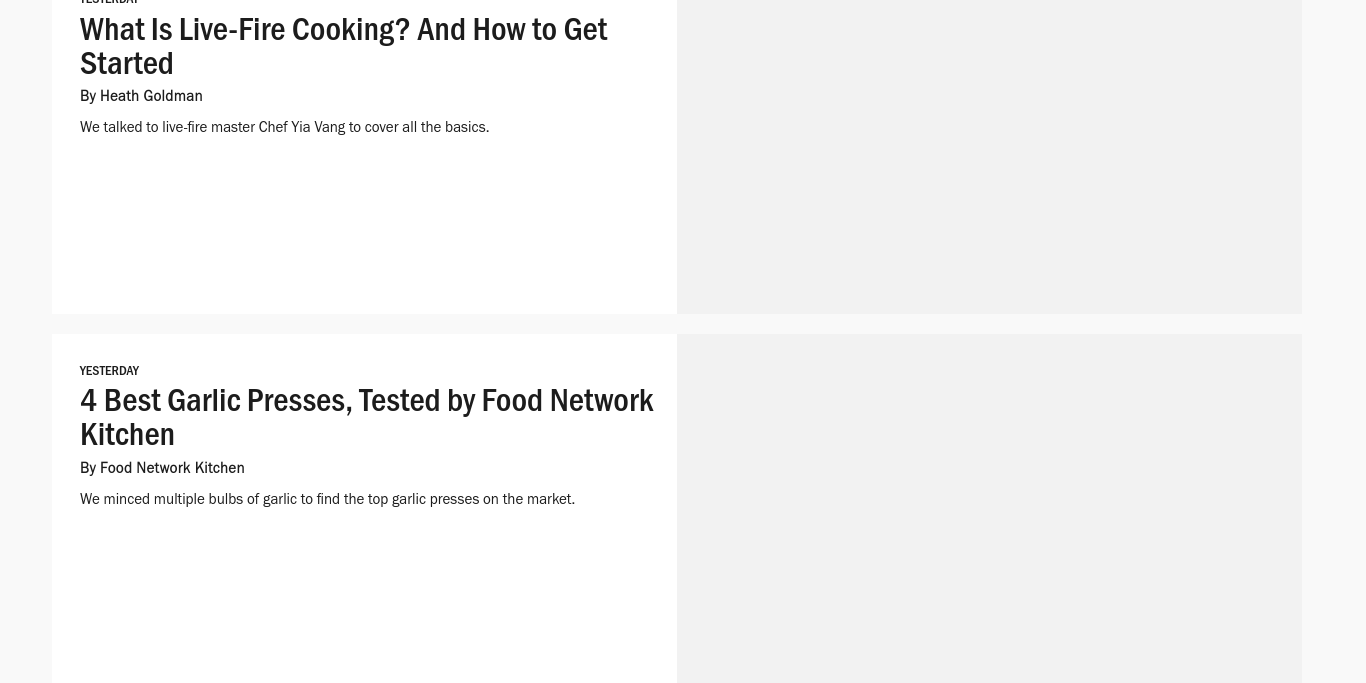 YESTERDAY
What Is Live-Fire Cooking? And How to Get
Started
By Heath Goldman
We talked to live-fire master Chef Yia Vang to cover all the basics.
YESTERDAY
4 Best Garlic Presses, Tested by Food Network
Kitchen
By Food Network Kitchen
We minced multiple bulbs of garlic to find the top garlic presses on the market.